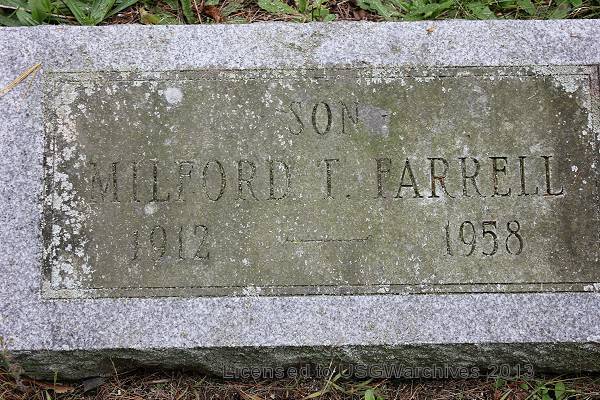 SON
MILFORD T. FARRELL
1912 — 1958
Licensed to USGWarchives 2013